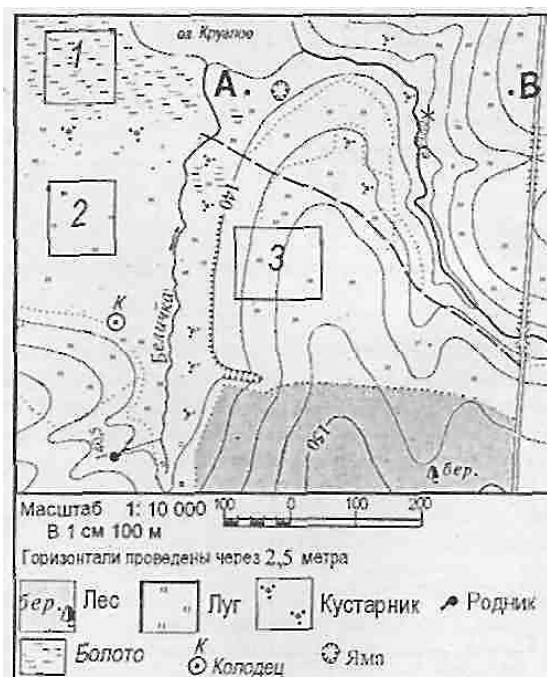 оз. Круглое
1
А.
.В
140
2
3
К
Беличка
150
бер.
Масштаб 1: 10 000
100 0 100 200
В 1 см 100 м
Горизонтали проведены через 2,5 метра
бер. Лес
Луг
Кустарник
Родник
Болото
К
Колодец
Яма